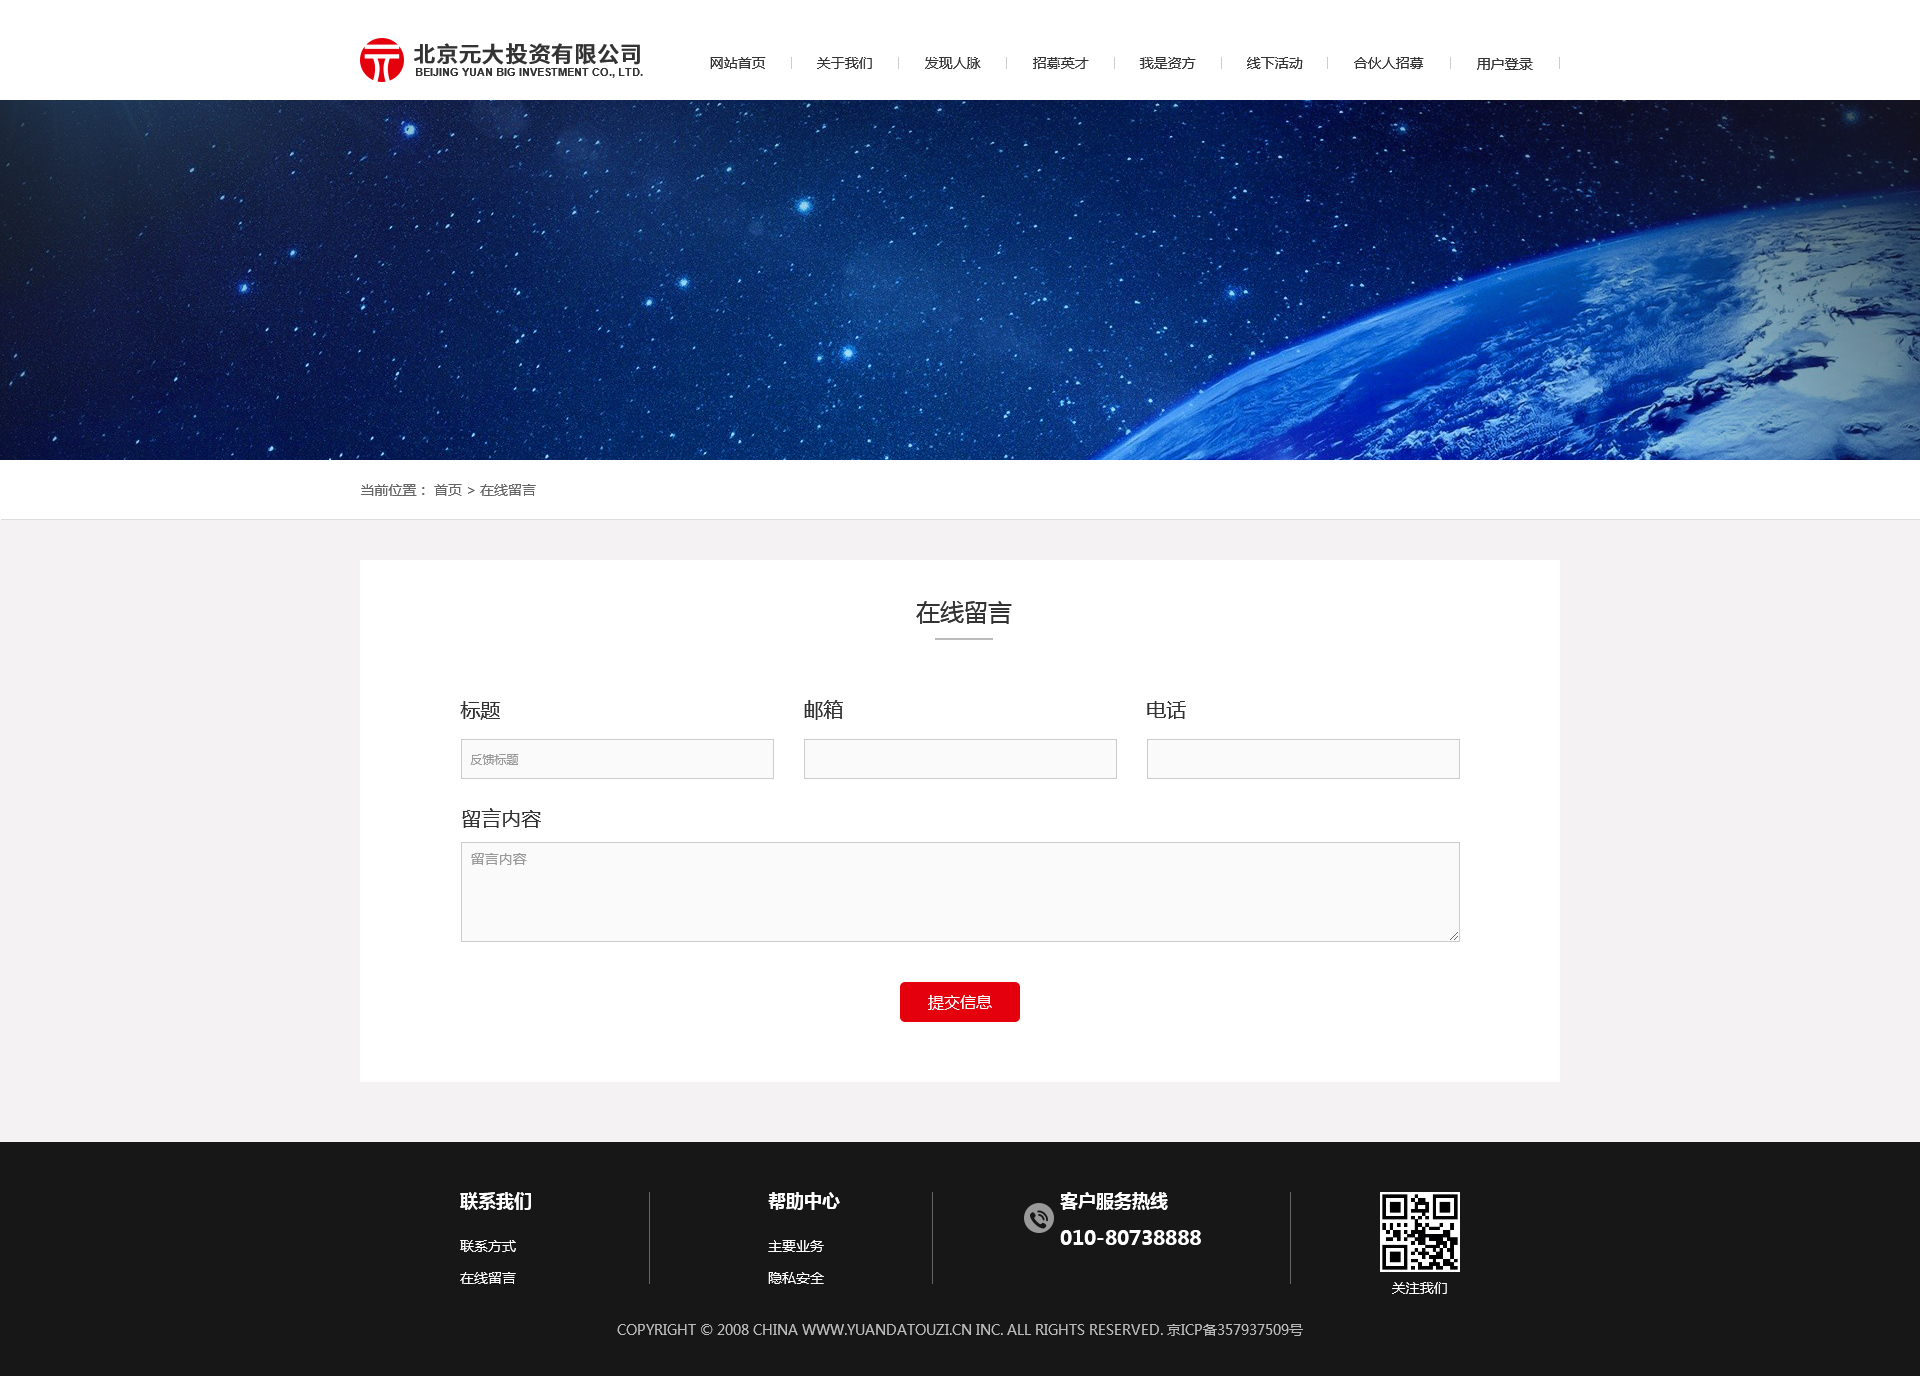 北京元大投资有限公司
BEIJING YUAN BIG INVESTMENT CO., LTD.
网站首页 关于我们 发现人脉 招募英才 我是资方 线下活动 合伙人招募 用户登录
当前位置： 首页 > 在线留言
在线留言
标题 邮箱 电话
反馈标题
留言内容
留言内容
提交信息
联系我们 帮助中心 客户服务热线
010-80738888
联系方式 主要业务
在线留言 隐私安全
关注我们
COPYRIGHT © 2008 CHINA WWW.YUANDATOUZI.CN INC. ALL RIGHTS RESERVED. 京ICP备357937509号